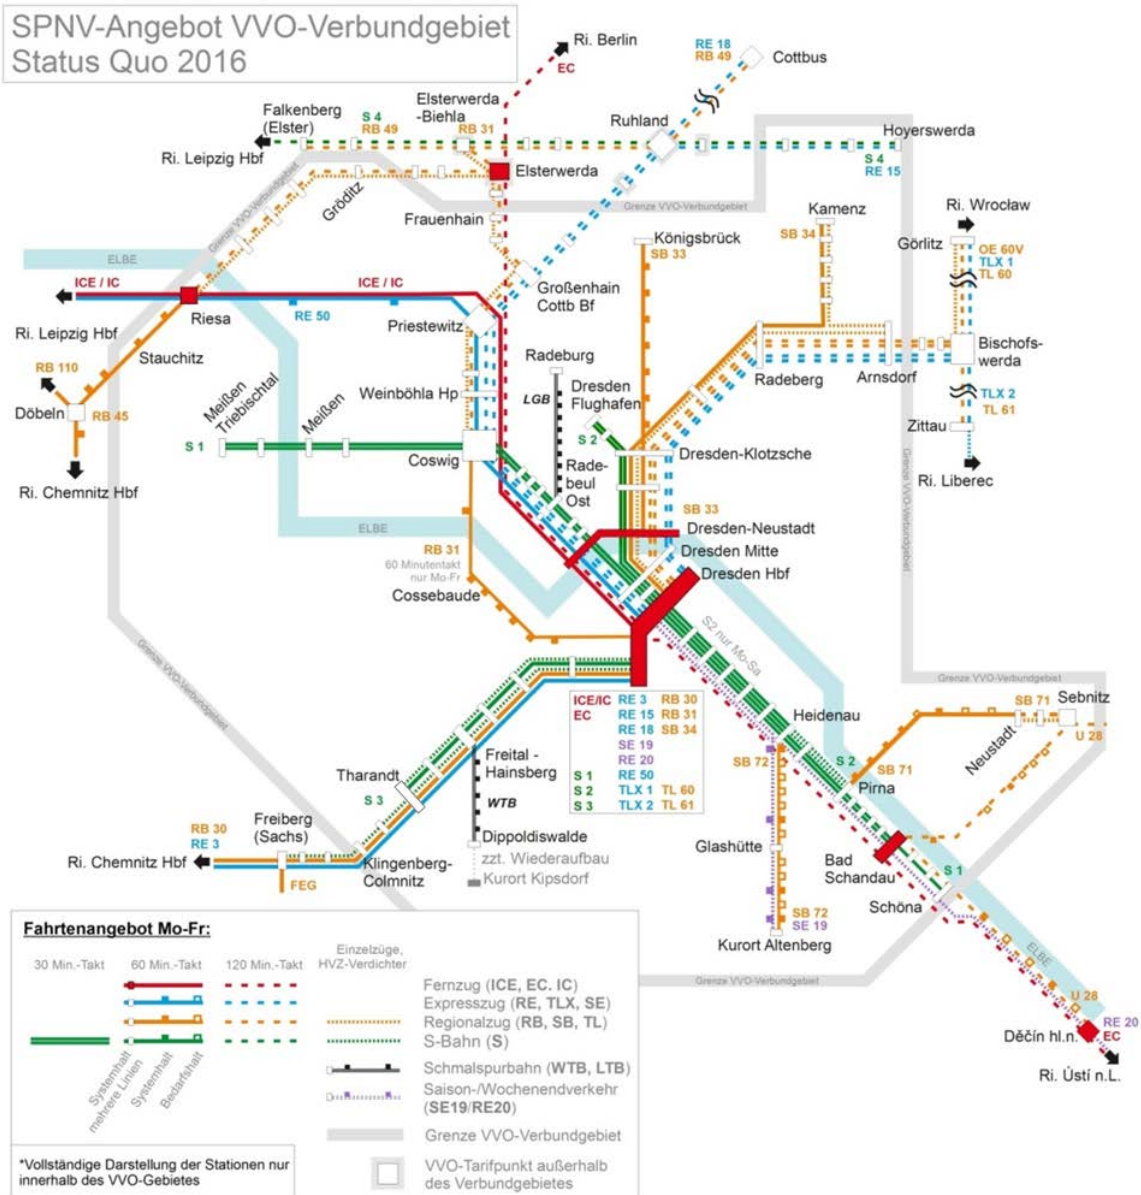 SPNV-Angebot VVO-Verbundgebiet
Status Quo 2016
Ri. Berlin
EC
RE 18
RB 49
Cottbus
Elsterwerda
-Biehla
Falkenberg
(Elster)
S 4
RB 49
RB 31
Ruhland
Hoyerswerda
Ri. Leipzig Hbf
S 4
RE 15
Elsterwerda
Gröditz
Grenze VVO-Verbundgebiet
Frauenhain
Grenze VVO-Verbundgebiet
Kamenz
SB 34
Ri. Wrocław
Görlitz
OE 60V
TLX 1
TL 60
Königsbrück
SB 33
ELBE
ICE / IC
ICE / IC
Großenhain
Cottb Bf
Riesa
RE 50
Priestewitz
Ri. Leipzig Hbf
Stauchitz
Radeburg
LGB
Dresden
Flughafen
S 2
Radeberg
Arnsdorf
Bischofs-
werda
RB 110
Döbeln
RB 45
Meißen
Triebischtal
Meißen
Weinböhla Hp
TLX 2
TL 61
Zittau
S 1
Coswig
Dresden-Klotzsche
Rade-
beul
Ost
Ri. Chemnitz Hbf
Ri. Liberec
Grenze VVO-Verbundgebiet
SB 33
ELBE
Dresden-Neustadt
Dresden Mitte
Dresden Hbf
RB 31
60 Minutentakt
nur Mo-Fr
Cossebaude
S2 nur Mo-Sa
Grenze VVO-Verbundgebiet
Grenze VVO-Verbundgebiet
ICE/IC RE 3 RB 30
EC RE 15 RB 31
RE 18 SB 34
SE 19
RE 20
S 1 RE 50
S 2 TLX 1 TL 60
S 3 TLX 2 TL 61
Heidenau
SB 71
Sebnitz
U 28
Neustadt
SB 72
S 2
SB 71
Pirna
Tharandt
S 3
Freital -
Hainsberg
WTB
Dippoldiswalde
zzt. Wiederaufbau
Kurort Kipsdorf
Freiberg
(Sachs)
RB 30
RE 3
Ri. Chemnitz Hbf
FEG
Klingenberg-
Colmnitz
Glashütte
Bad
Schandau
S 1
Schöna
SB 72
SE 19
Kurort Altenberg
Grenze VVO-Verbundgebiet
ELBE
U 28
RE 20
EC
Děčín hl.n.
Ri. Ústí n.L.
Fahrtenangebot Mo-Fr:
30 Min.-Takt 60 Min.-Takt 120 Min.-Takt Einzelzüge,
HVZ-Verdichter
Fernzug (ICE, EC. IC)
Expresszug (RE, TLX, SE)
Regionalzug (RB, SB, TL)
S-Bahn (S)
Systemhalt
mehrere Linien
Systemhalt
Bedarfshalt
Schmalspurbahn (WTB, LTB)
Saison-/Wochenendverkehr
(SE19/RE20)
Grenze VVO-Verbundgebiet
VVO-Tarifpunkt außerhalb
des Verbundgebietes
*Vollständige Darstellung der Stationen nur
innerhalb des VVO-Gebietes